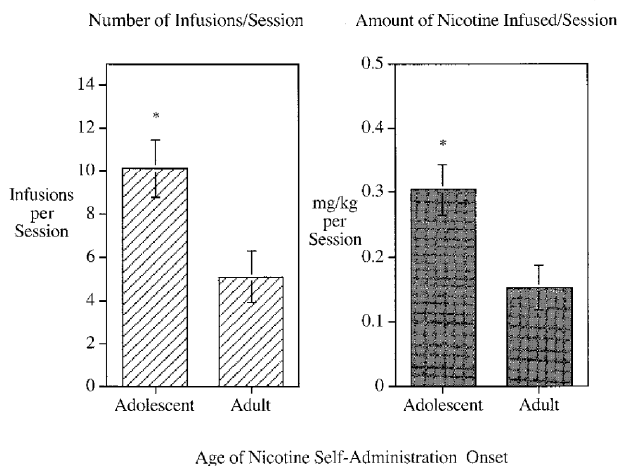 Number of Infusions/Session
14
12
*
10
Infusions
per
Session
8
6
4
2
0
Adolescent
Adult
Amount of Nicotine Infused/Session
0.5
0.4
*
0.3
mg/kg
per
Session
0.2
0.1
0
Adolescent
Adult
Age of Nicotine Self-Administration Onset